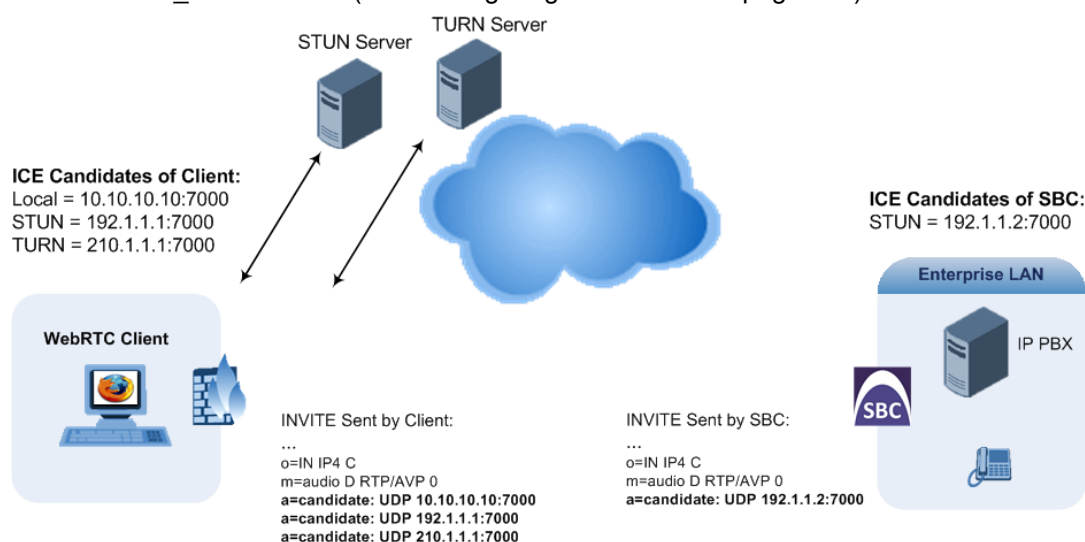 STUN Server
TURN Server
ICE Candidates of Client:
Local = 10.10.10.10:7000
STUN = 192.1.1.1:7000
TURN = 210.1.1.1:7000
ICE Candidates of SBC:
STUN = 192.1.1.2:7000
WebRTC Client
Enterprise LAN
IP PBX
SBC
INVITE Sent by Client:
...
o=IN IP4 C
m=audio D RTP/AVP 0
a=candidate: UDP 10.10.10.10:7000
a=candidate: UDP 192.1.1.1:7000
a=candidate: UDP 210.1.1.1:7000
INVITE Sent by SBC:
...
o=IN IP4 C
m=audio D RTP/AVP 0
a=candidate: UDP 192.1.1.2:7000